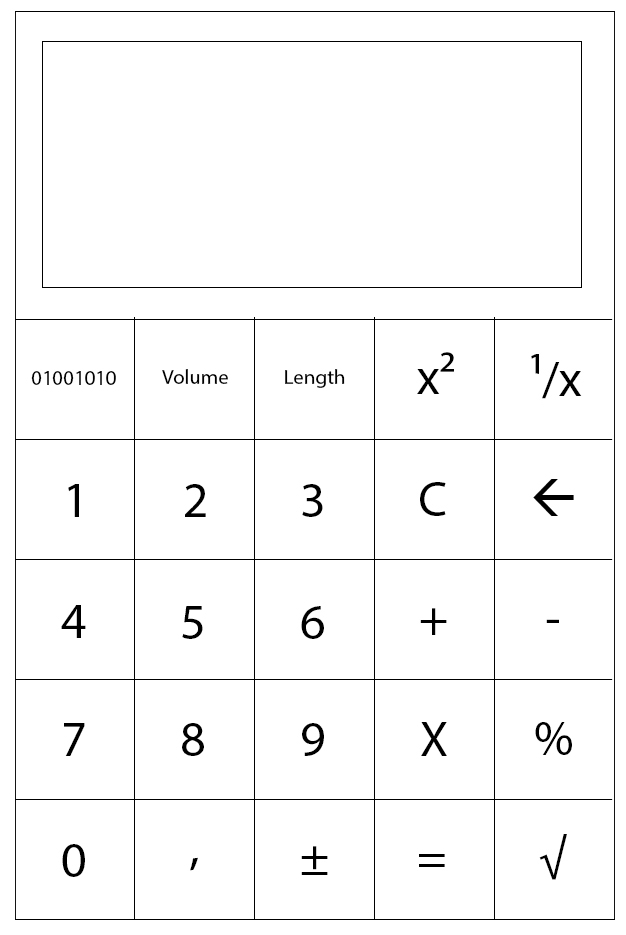 01001010 Volume Length x² ¹/x
1 2 3 C ←
4 5 6 + -
7 8 9 X %
0 , ± = √